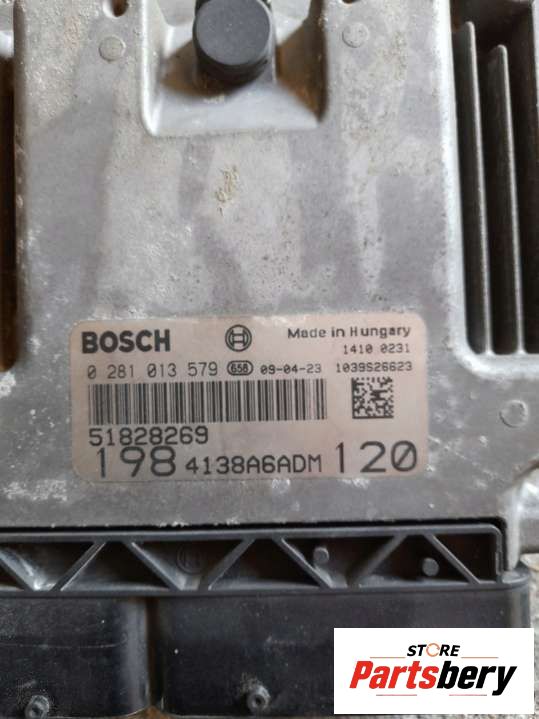 BOSCH Made in Hungary
1410 0231
0 281 013 579 658 09-04-23 1039S26623
51828269
198 4138A6ADM 120
STORE
Partsbery